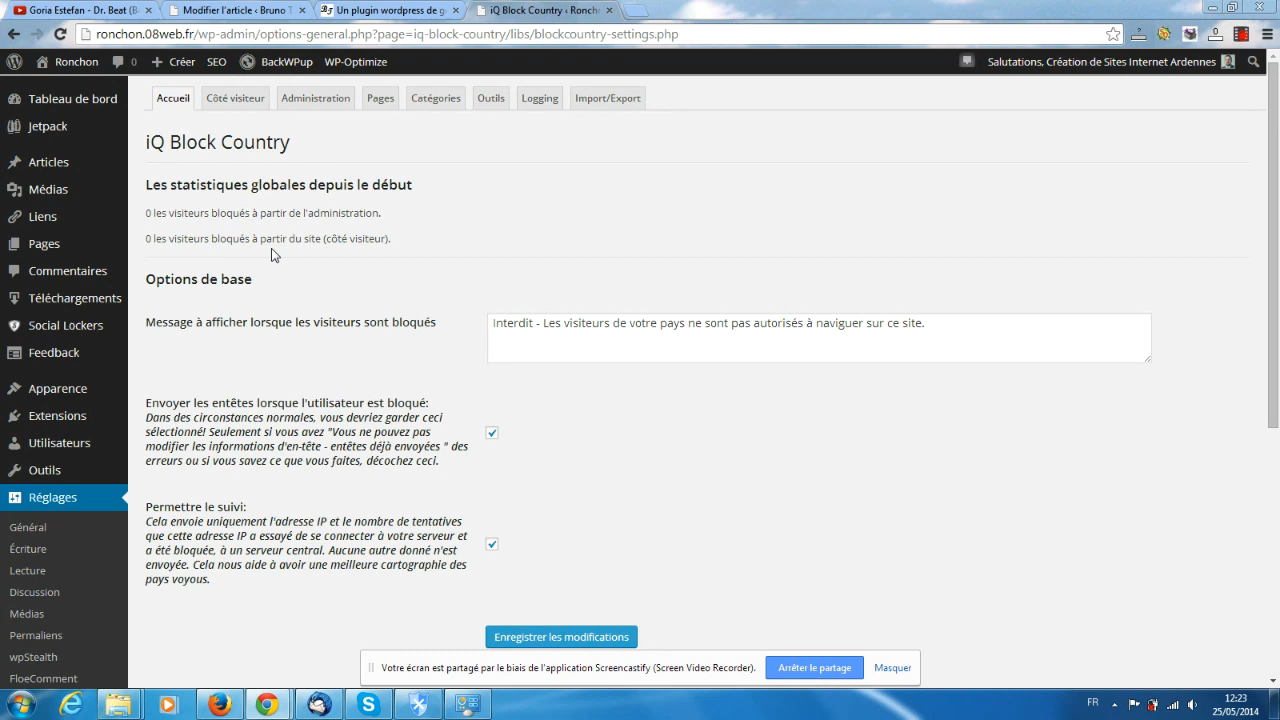 Goria Estefan - Dr. Beat (
Modifier l'article ‹ Bruno T
Un plugin wordpress de g
iQ Block Country ‹ Roncho
ronchon.08web.fr/wp-admin/options-general.php?page=iq-block-country/libs/blockcountry-settings.php
Ronchon
0
Créer
SEO
BackWPup
WP-Optimize
Salutations, Création de Sites Internet Ardennes
Tableau de bord
Jetpack
Articles
Médias
Liens
Pages
Commentaires
Téléchargements
Social Lockers
Feedback
Apparence
Extensions
Utilisateurs
Outils
Réglages
Général
Écriture
Lecture
Discussion
Médias
Permaliens
wpStealth
FloeComment
Accueil
Côté visiteur
Administration
Pages
Catégories
Outils
Logging
Import/Export
iQ Block Country
Les statistiques globales depuis le début
0 les visiteurs bloqués à partir de l'administration.
0 les visiteurs bloqués à partir du site (côté visiteur).
Options de base
Message à afficher lorsque les visiteurs sont bloqués
Interdit - Les visiteurs de votre pays ne sont pas autorisés à naviguer sur ce site.
Envoyer les entêtes lorsque l'utilisateur est bloqué:
Dans des circonstances normales, vous devriez garder ceci
sélectionné! Seulement si vous avez "Vous ne pouvez pas
modifier les informations d'en-tête - entêtes déjà envoyées " des
erreurs ou si vous savez ce que vous faites, décochez ceci.
Permettre le suivi:
Cela envoie uniquement l'adresse IP et le nombre de tentatives
que cette adresse IP a essayé de se connecter à votre serveur et
a été bloquée, à un serveur central. Aucune autre donné n'est
envoyée. Cela nous aide à avoir une meilleure cartographie des
pays voyous.
Enregistrer les modifications
Votre écran est partagé par le biais de l'application Screencastify (Screen Video Recorder).
Arrêter le partage
Masquer
FR
12:23
25/05/2014